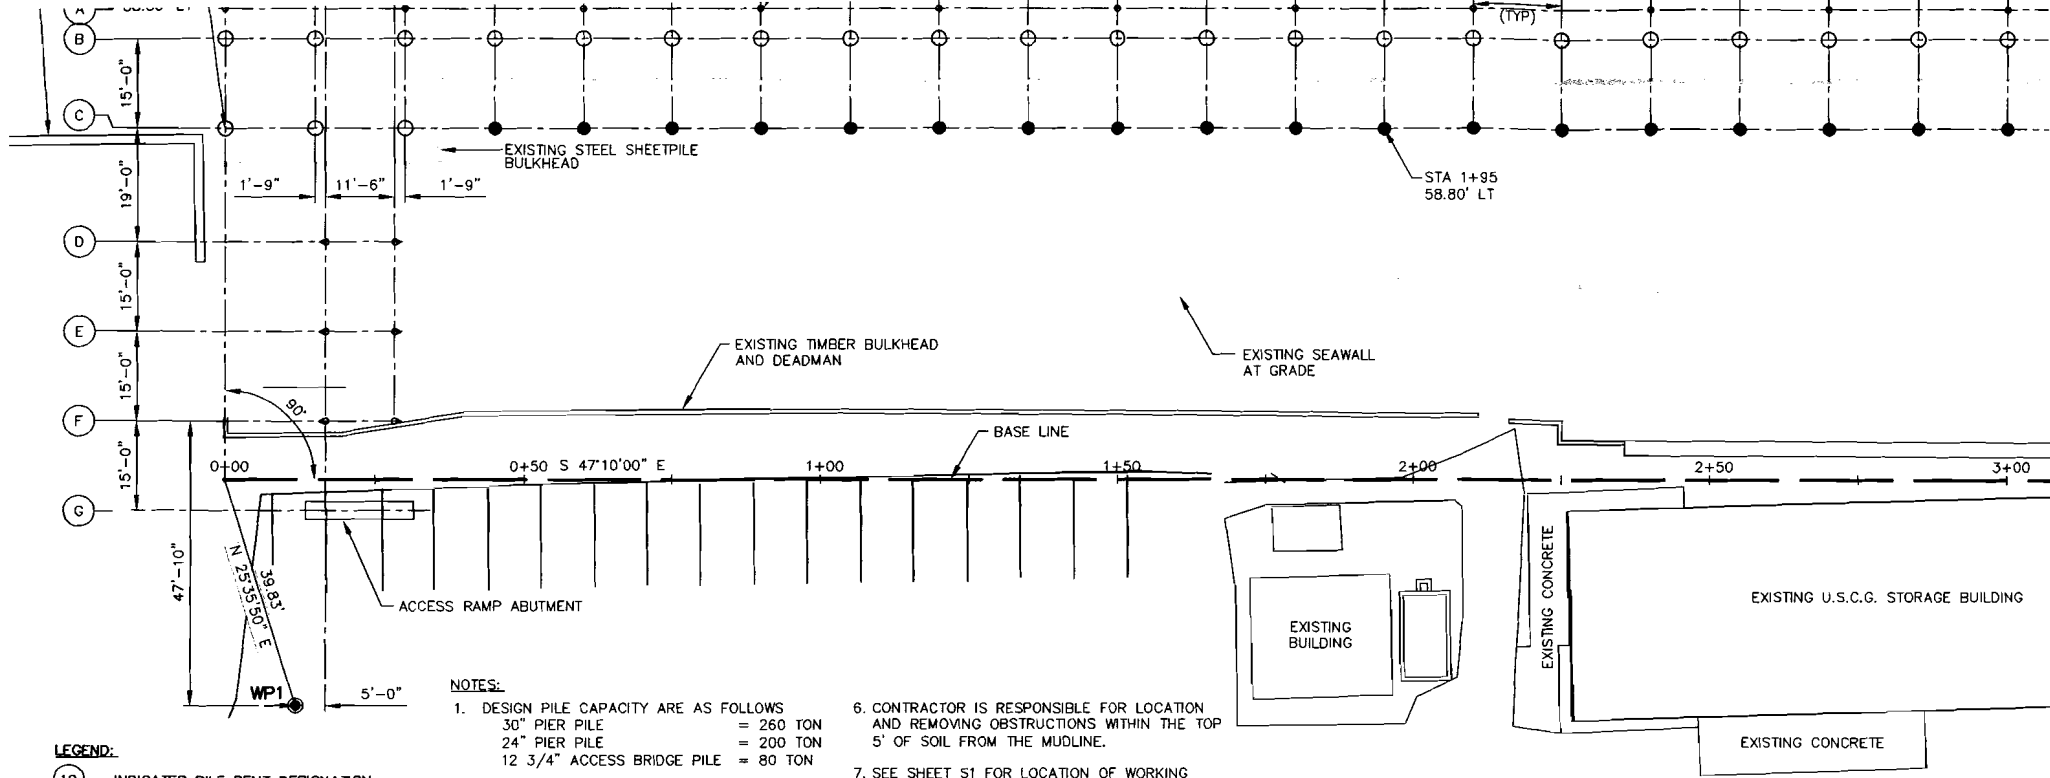 A
B
C
D
E
F
G
(TYP)
15'-0"
19'-0"
15'-0"
15'-0"
15'-0"
47'-10"
1'-9"
11'-6"
1'-9"
EXISTING STEEL SHEETPILE
BULKHEAD
STA 1+95
58.80' LT
EXISTING TIMBER BULKHEAD
AND DEADMAN
EXISTING SEAWALL
AT GRADE
90°
BASE LINE
0+00
0+50
S 47°10'00" E
1+00
1+50
2+00
2+50
3+00
39.83'
N 25°35'50" E
ACCESS RAMP ABUTMENT
WP1
5'-0"
EXISTING
BUILDING
EXISTING CONCRETE
EXISTING U.S.C.G. STORAGE BUILDING
EXISTING CONCRETE
NOTES:
1. DESIGN PILE CAPACITY ARE AS FOLLOWS
30" PIER PILE = 260 TON
24" PIER PILE = 200 TON
12 3/4" ACCESS BRIDGE PILE = 80 TON
6. CONTRACTOR IS RESPONSIBLE FOR LOCATION
AND REMOVING OBSTRUCTIONS WITHIN THE TOP
5' OF SOIL FROM THE MUDLINE.
7. SEE SHEET S1 FOR LOCATION OF WORKING
LEGEND:
INDICATES PILE BENT DESIGNATION